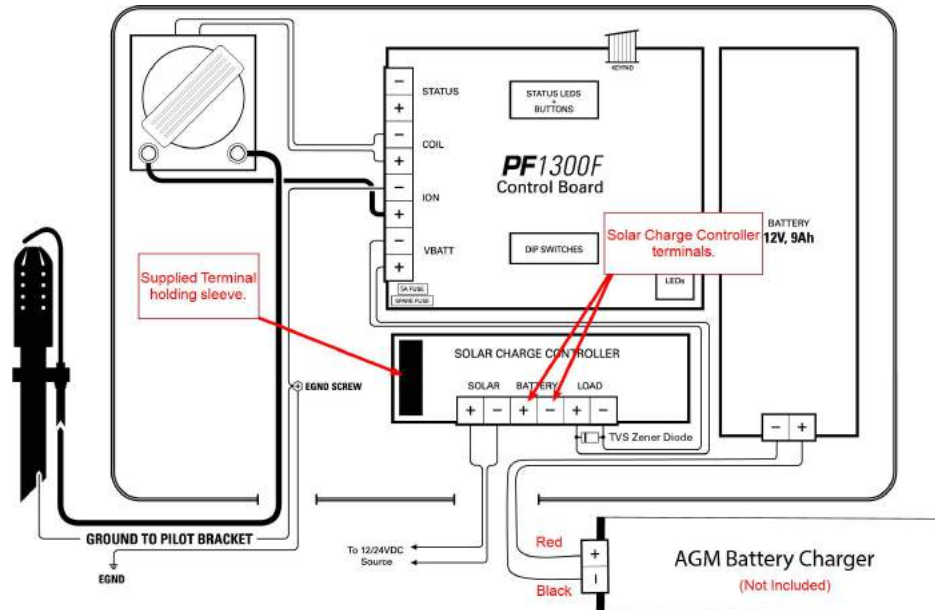 KEYPAD
−
+
−
+
−
+
−
+
STATUS
COIL
ION
VBATT
STATUS LEDS
+
BUTTONS
PF1300F
Control Board
DIP SWITCHES
LEDs
5A FUSE
SPARE FUSE
BATTERY
12V, 9Ah
Solar Charge Controller
terminals.
Supplied Terminal
holding sleeve.
SOLAR CHARGE CONTROLLER
SOLAR BATTERY LOAD
+ − + − + −
TVS Zener Diode
EGND SCREW
− +
GROUND TO PILOT BRACKET
EGND
To 12/24VDC
Source
Red
Black
+
−
AGM Battery Charger
(Not Included)